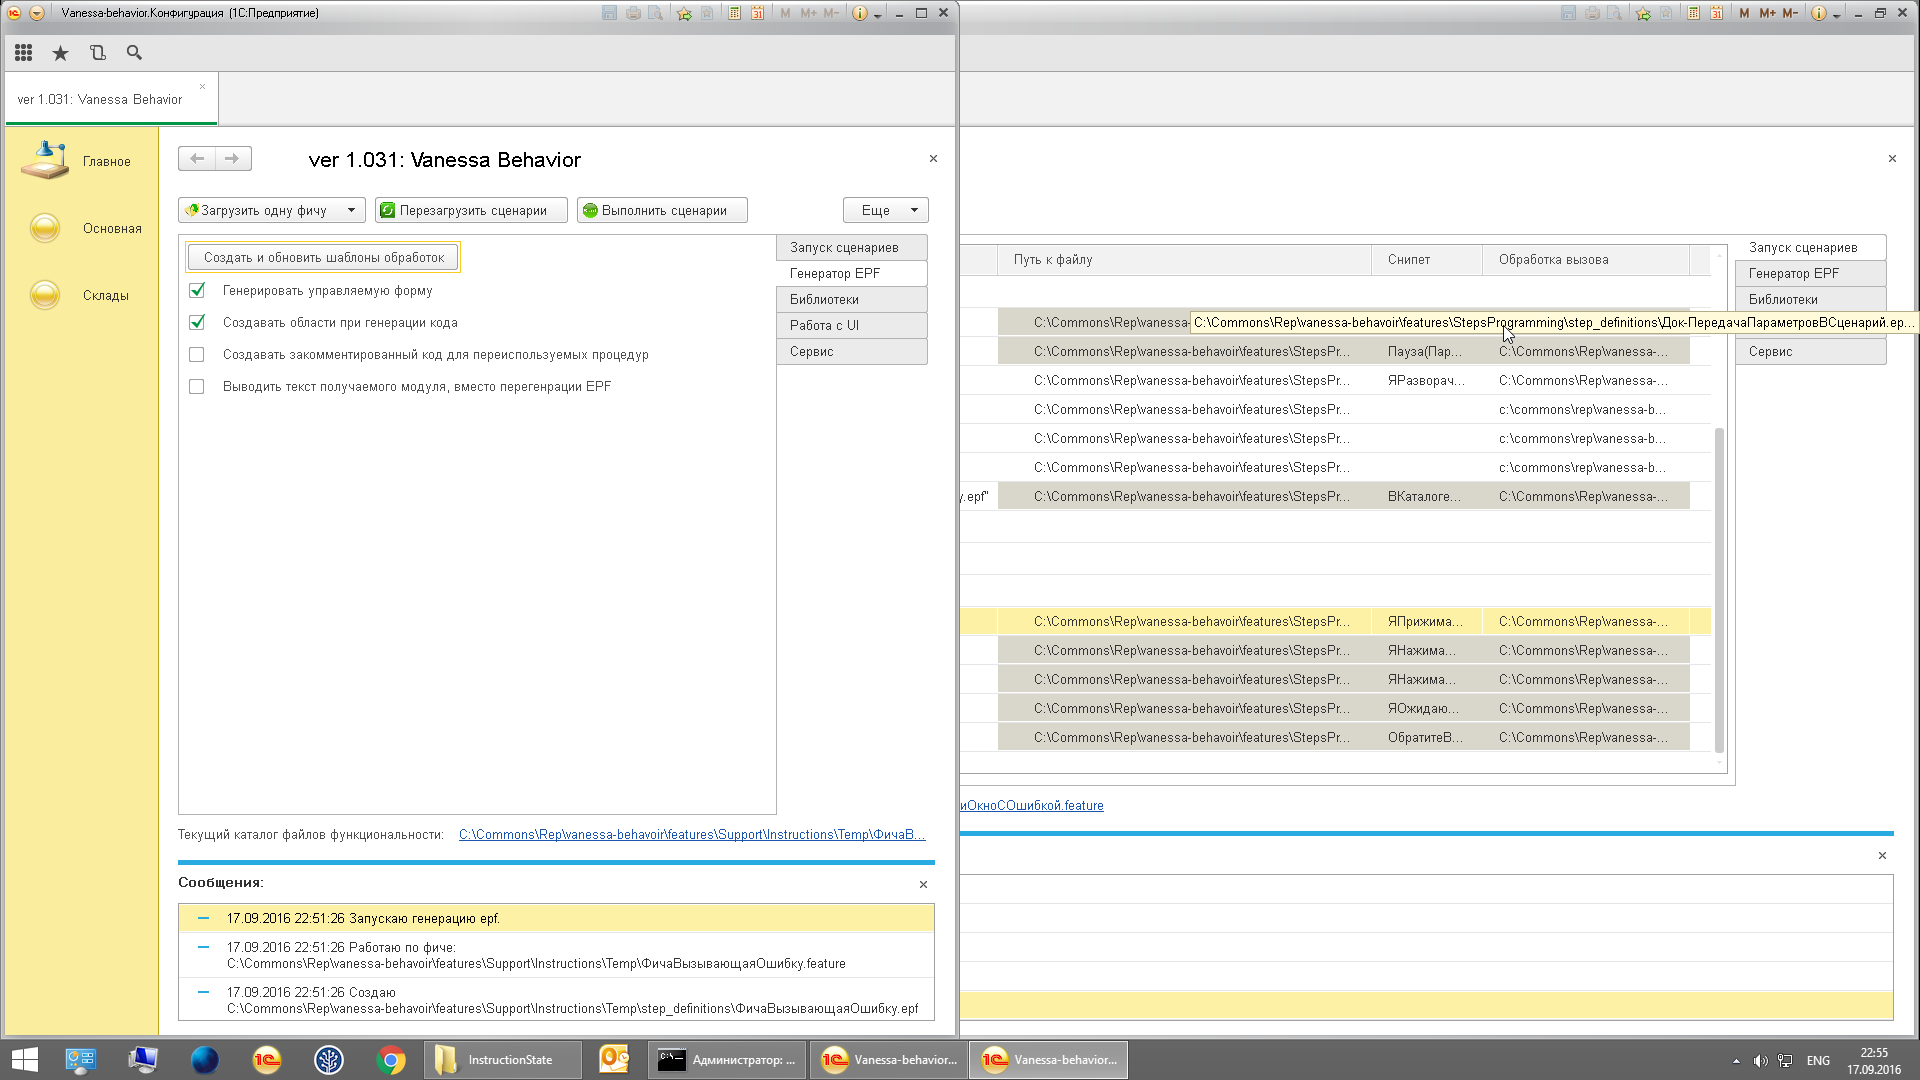 Vanessa-behavior.Конфигурация (1С:Предприятие)
M M+ M-
M M+ M-
ver 1.031: Vanessa Behavior
Главное
Основная
Склады
ver 1.031: Vanessa Behavior
Загрузить одну фичу
Перезагрузить сценарии
Выполнить сценарии
Еще
Создать и обновить шаблоны обработок
Генерировать управляемую форму
Создавать области при генерации кода
Создавать закомментированный код для переиспользуемых процедур
Выводить текст получаемого модуля, вместо перегенрации EPF
Запуск сценариев
Генератор EPF
Библиотеки
Работа с UI
Сервис
Текущий каталог файлов функциональности: C:\Commons\Rep\vanessa-behavoir\features\Support\Instructions\Temp\ФичаВ...
Сообщения:
17.09.2016 22:51:26 Запускаю генерацию epf.
17.09.2016 22:51:26 Работаю по фиче:
C:\Commons\Rep\vanessa-behavoir\features\Support\Instructions\Temp\ФичаВызывающаяОшибку.feature
17.09.2016 22:51:26 Создаю
C:\Commons\Rep\vanessa-behavoir\features\Support\Instructions\Temp\step_definitions\ФичаВызывающаяОшибку.epf
Путь к файлу Снипет Обработка вызова
C:\Commons\Rep\vanessa-
C:\Commons\Rep\vanessa-behavoir\features\StepsProgramming\step_definitions\Док-ПередачаПараметровВСценарий.ep...
C:\Commons\Rep\vanessa-behavoir\features\StepsPr... Пауза(Пар... C:\Commons\Rep\vanessa-...
C:\Commons\Rep\vanessa-behavoir\features\StepsPr... ЯРазворач... C:\Commons\Rep\vanessa-...
C:\Commons\Rep\vanessa-behavoir\features\StepsPr... c:\commons\rep\vanessa-b...
C:\Commons\Rep\vanessa-behavoir\features\StepsPr... c:\commons\rep\vanessa-b...
C:\Commons\Rep\vanessa-behavoir\features\StepsPr... c:\commons\rep\vanessa-b...
y.epf" C:\Commons\Rep\vanessa-behavoir\features\StepsPr... ВКаталоге... C:\Commons\Rep\vanessa-...
C:\Commons\Rep\vanessa-behavoir\features\StepsPr... ЯПрижима... C:\Commons\Rep\vanessa-...
C:\Commons\Rep\vanessa-behavoir\features\StepsPr... ЯНажима... C:\Commons\Rep\vanessa-...
C:\Commons\Rep\vanessa-behavoir\features\StepsPr... ЯНажима... C:\Commons\Rep\vanessa-...
C:\Commons\Rep\vanessa-behavoir\features\StepsPr... ЯОжидаю... C:\Commons\Rep\vanessa-...
C:\Commons\Rep\vanessa-behavoir\features\StepsPr... ОбратитеВ... C:\Commons\Rep\vanessa-...
Запуск сценариев
Генератор EPF
Библиотеки
Сервис
иОкноСОшибкой.feature
InstructionState
Администратор: ...
Vanessa-behavior...
Vanessa-behavior...
ENG
22:55
17.09.2016